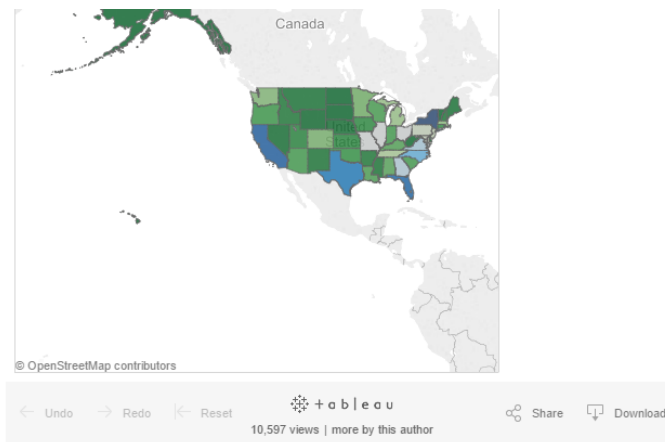 Canada
United
States
© OpenStreetMap contributors
Undo
Redo
Reset
+ a b | e a u
Share
Download
10,597 views | more by this author